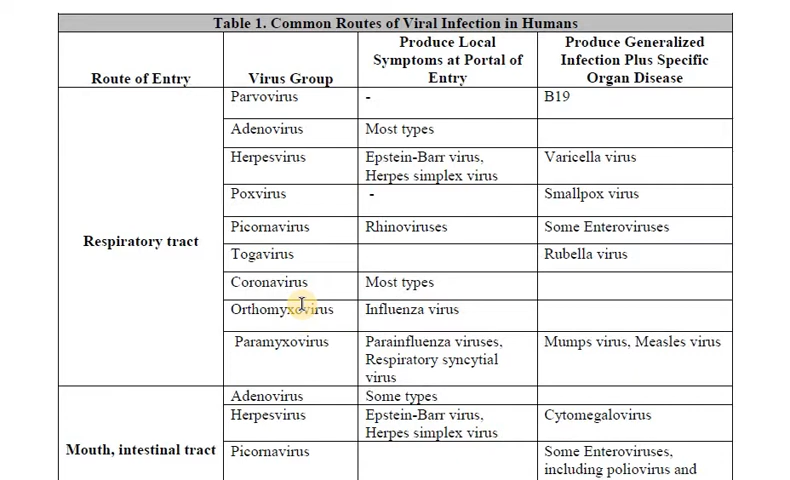 Table 1. Common Routes of Viral Infection in Humans
Route of Entry
Virus Group
Produce Local
Symptoms at Portal of
Entry
Produce Generalized
Infection Plus Specific
Organ Disease
Respiratory tract
Parvovirus
-
B19
Adenovirus
Most types
Herpesvirus
Epstein-Barr virus,
Herpes simplex virus
Varicella virus
Poxvirus
-
Smallpox virus
Picornavirus
Rhinoviruses
Some Enteroviruses
Togavirus
Rubella virus
Coronavirus
Most types
Orthomyxovirus
Influenza virus
Paramyxovirus
Parainfluenza viruses,
Respiratory syncytial
virus
Mumps virus, Measles virus
Mouth, intestinal tract
Adenovirus
Some types
Herpesvirus
Epstein-Barr virus,
Herpes simplex virus
Cytomegalovirus
Picornavirus
Some Enteroviruses,
including poliovirus and